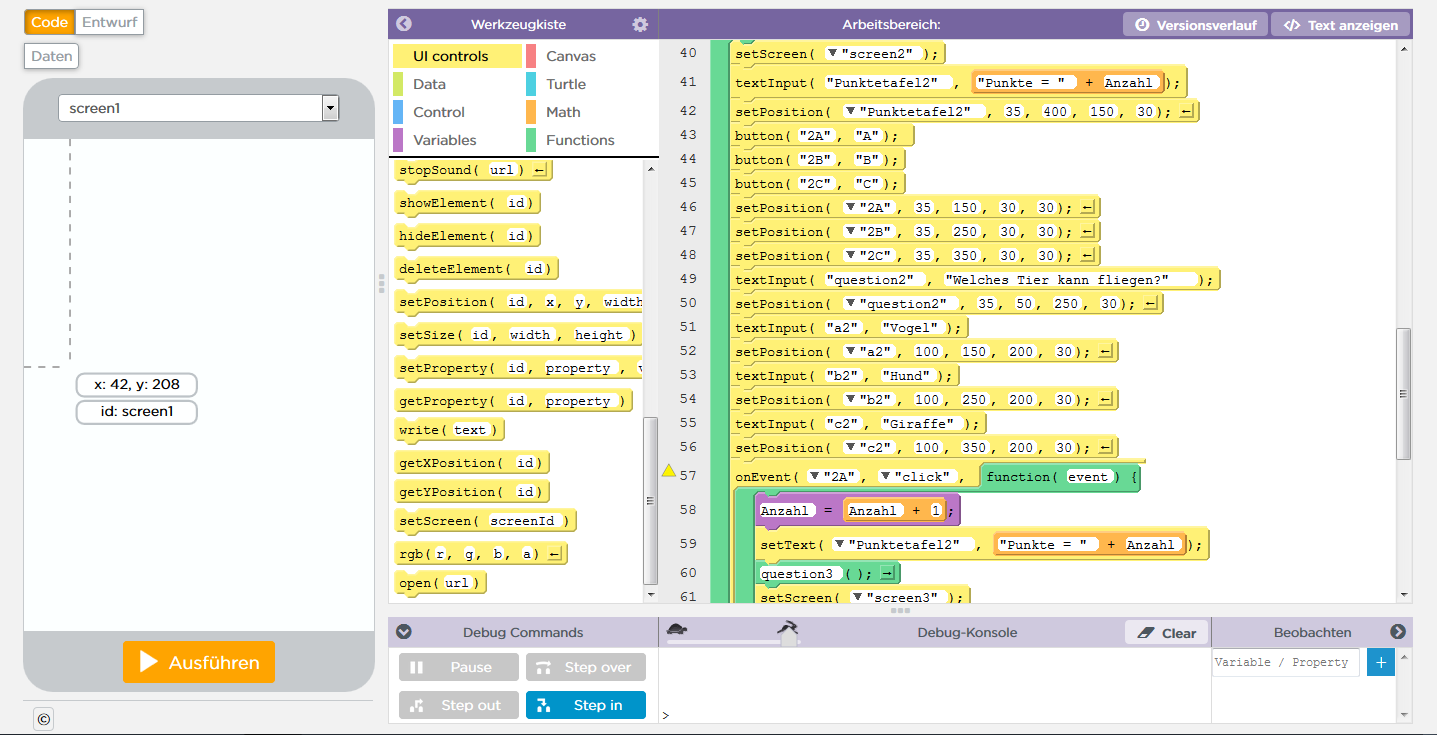 Code Entwurf
Daten
screen1
x: 42, y: 208
id: screen1
Ausführen
©
Werkzeugkiste
UI controls Canvas
Data Turtle
Control Math
Variables Functions
stopSound( url )
showElement( id )
hideElement( id )
deleteElement( id )
setPosition( id, x, y, width
setSize( id, width, height )
setProperty( id, property ,
getProperty( id, property )
write( text )
getXPosition( id )
getYPosition( id )
setScreen( screenId )
rgb( r, g, b, a )
open( url )
Arbeitsbereich: Versionsverlauf </> Text anzeigen
40 setScreen( ▼"screen2" );
41 textInput( "Punktetafel2" , "Punkte = " + Anzahl );
42 setPosition( ▼"Punktetafel2" , 35, 400, 150, 30);
43 button( "2A", "A");
44 button( "2B", "B");
45 button( "2C", "C");
46 setPosition( ▼"2A", 35, 150, 30, 30);
47 setPosition( ▼"2B", 35, 250, 30, 30);
48 setPosition( ▼"2C", 35, 350, 30, 30);
49 textInput( "question2" , "Welches Tier kann fliegen?" );
50 setPosition( ▼"question2" , 35, 50, 250, 30);
51 textInput( "a2", "Vogel" );
52 setPosition( ▼"a2", 100, 150, 200, 30);
53 textInput( "b2", "Hund" );
54 setPosition( ▼"b2", 100, 250, 200, 30);
55 textInput( "c2", "Giraffe" );
56 setPosition( ▼"c2", 100, 350, 200, 30);
57 onEvent( ▼"2A", ▼"click", function( event ) {
58 Anzahl = Anzahl + 1;
59 setText( ▼"Punktetafel2" , "Punkte = " + Anzahl );
60 question3 ();
61 setScreen( ▼"screen3" );
Debug Commands
Pause Step over
Step out Step in
Debug-Konsole Clear
>
Beobachten
Variable / Property +